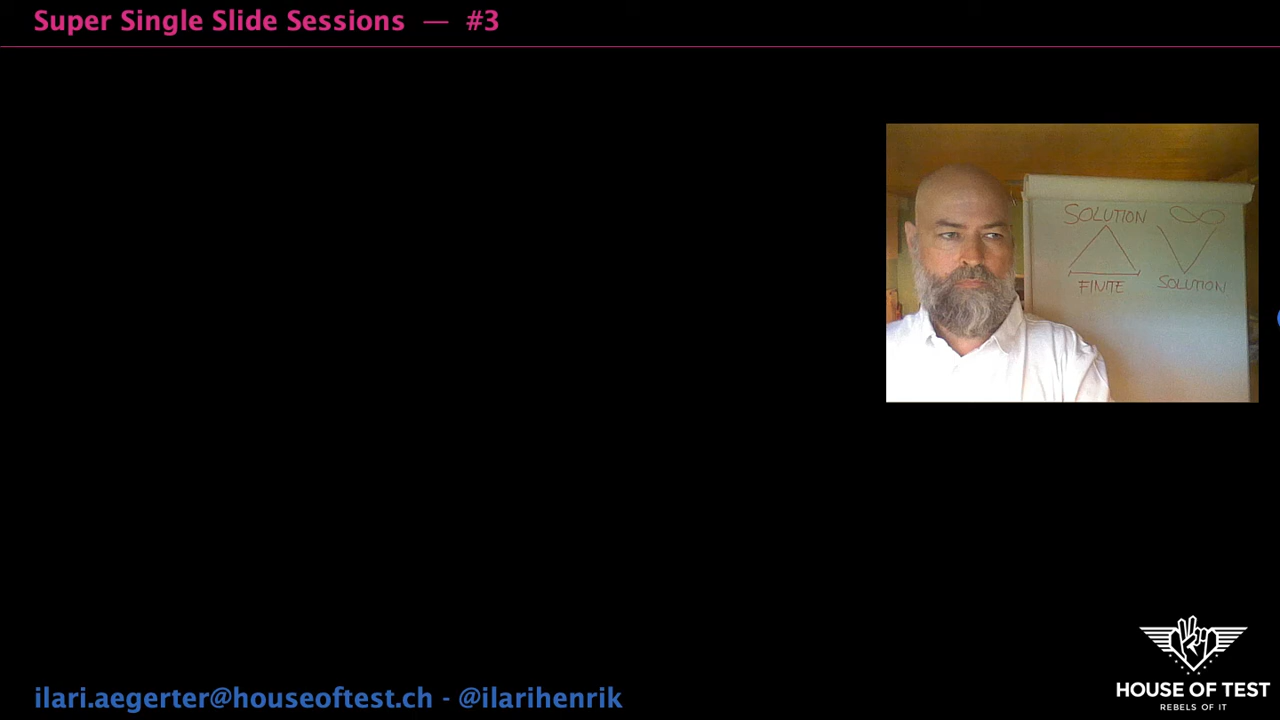 Super Single Slide Sessions — #3
SOLUTION ∞
FINITE SOLUTION
ilari.aegerter@houseoftest.ch - @ilarihenrik
HOUSE OF TEST
REBELS OF IT